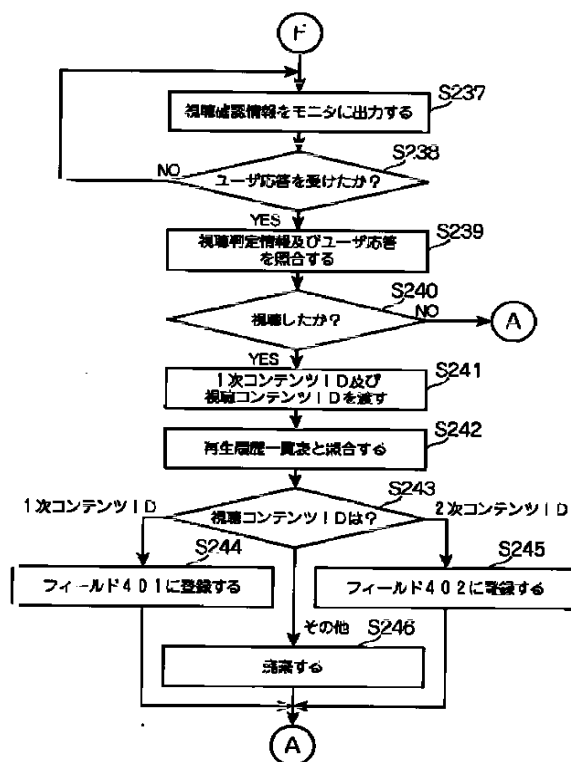 F
S237
視聴確認情報をモニタに出力する
S238
NO
ユーザ応答を受けたか?
YES
S239
視聴判定情報及びユーザ応答
を照合する
S240
視聴したか?
NO
A
YES
1次コンテンツID及び
視聴コンテンツIDを渡す
S241
S242
再生履歴一覧表と照合する
S243
1次コンテンツID
視聴コンテンツIDは?
2次コンテンツID
S244
S245
フィールド401に登録する
フィールド402に登録する
その他
S246
廃棄する
A